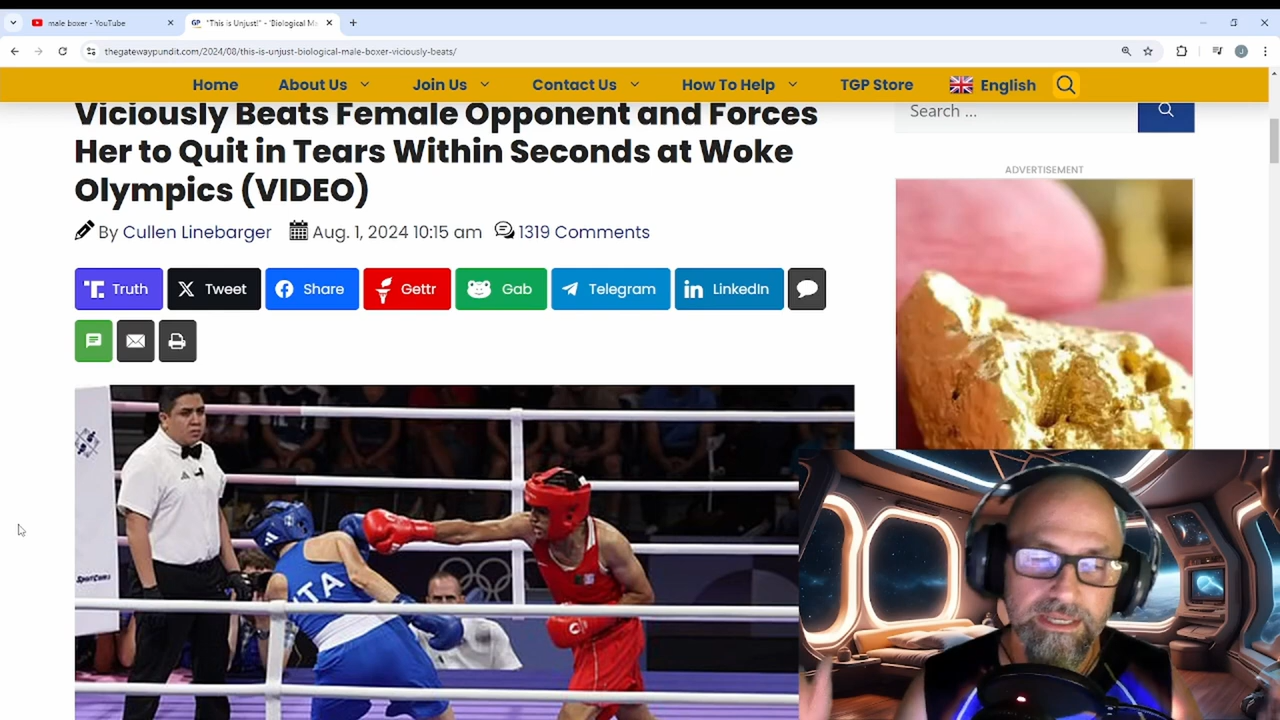 male boxer - YouTube
"This is Unjust!" - 'Biological M
thegatewaypundit.com/2024/08/this-is-unjust-biological-male-boxer-viciously-beats/
J
Home About Us Join Us Contact Us How To Help TGP Store English
Viciously Beats Female Opponent and Forces
Her to Quit in Tears Within Seconds at Woke
Olympics (VIDEO)
Search ...
ADVERTISEMENT
By Cullen Linebarger Aug. 1, 2024 10:15 am 1319 Comments
Truth Tweet Share Gettr Gab Telegram LinkedIn
ITA